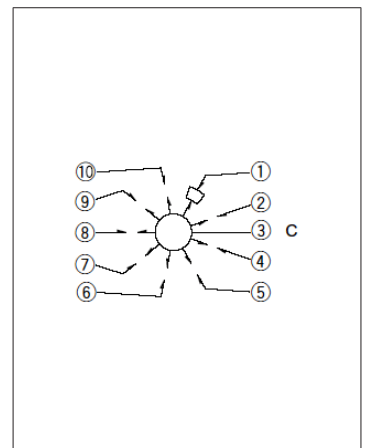 ⑩ ①
⑨ ②
⑧ ③ C
⑦ ④
⑥ ⑤